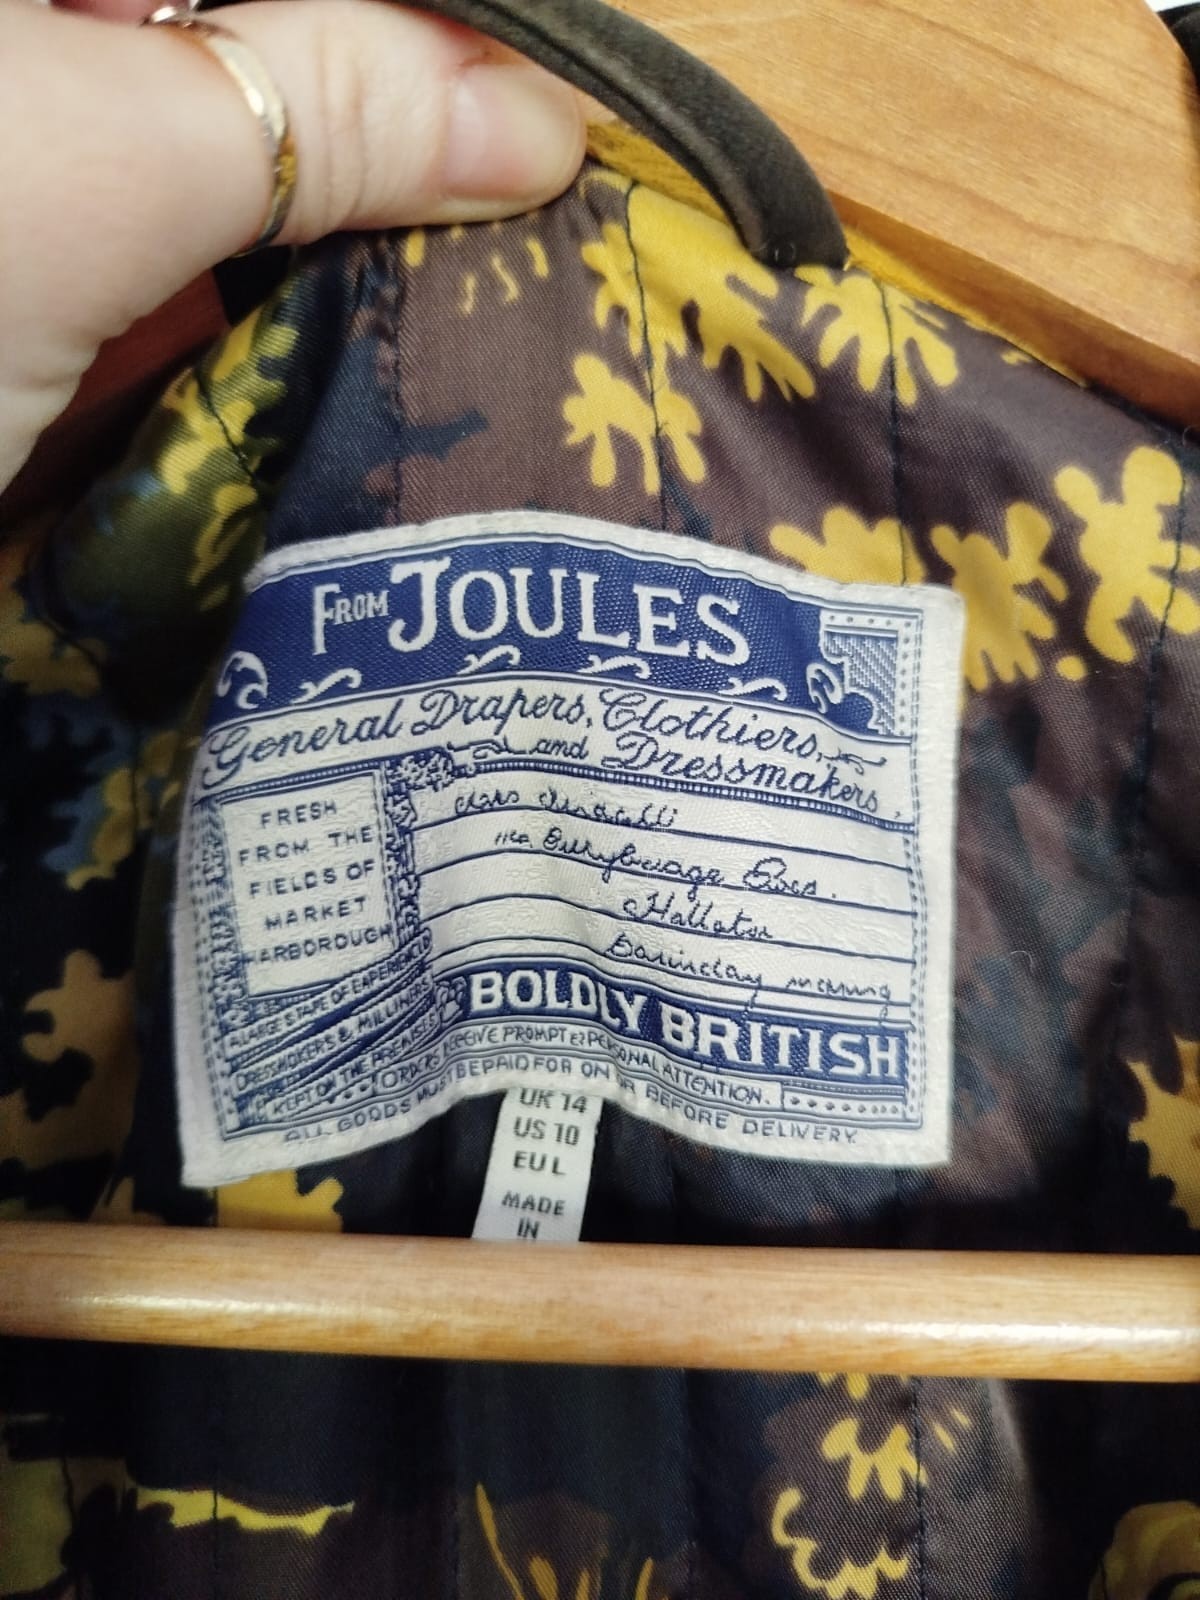 FROM JOULES
General Drapers, Clothiers,
and Dressmakers,
FRESH
FROM THE
FIELDS OF
MARKET
HARBOROUGH
Hallaton
morning
BOLDLY BRITISH
DRESSMAKERS & MILLINERS
KEPT ON THE PREMISES
ORDERS RECEIVE PROMPT & PERSONAL ATTENTION.
ALL GOODS MUST BE PAID FOR ON OR BEFORE DELIVERY.
UK 14
US 10
EU L
MADE
IN